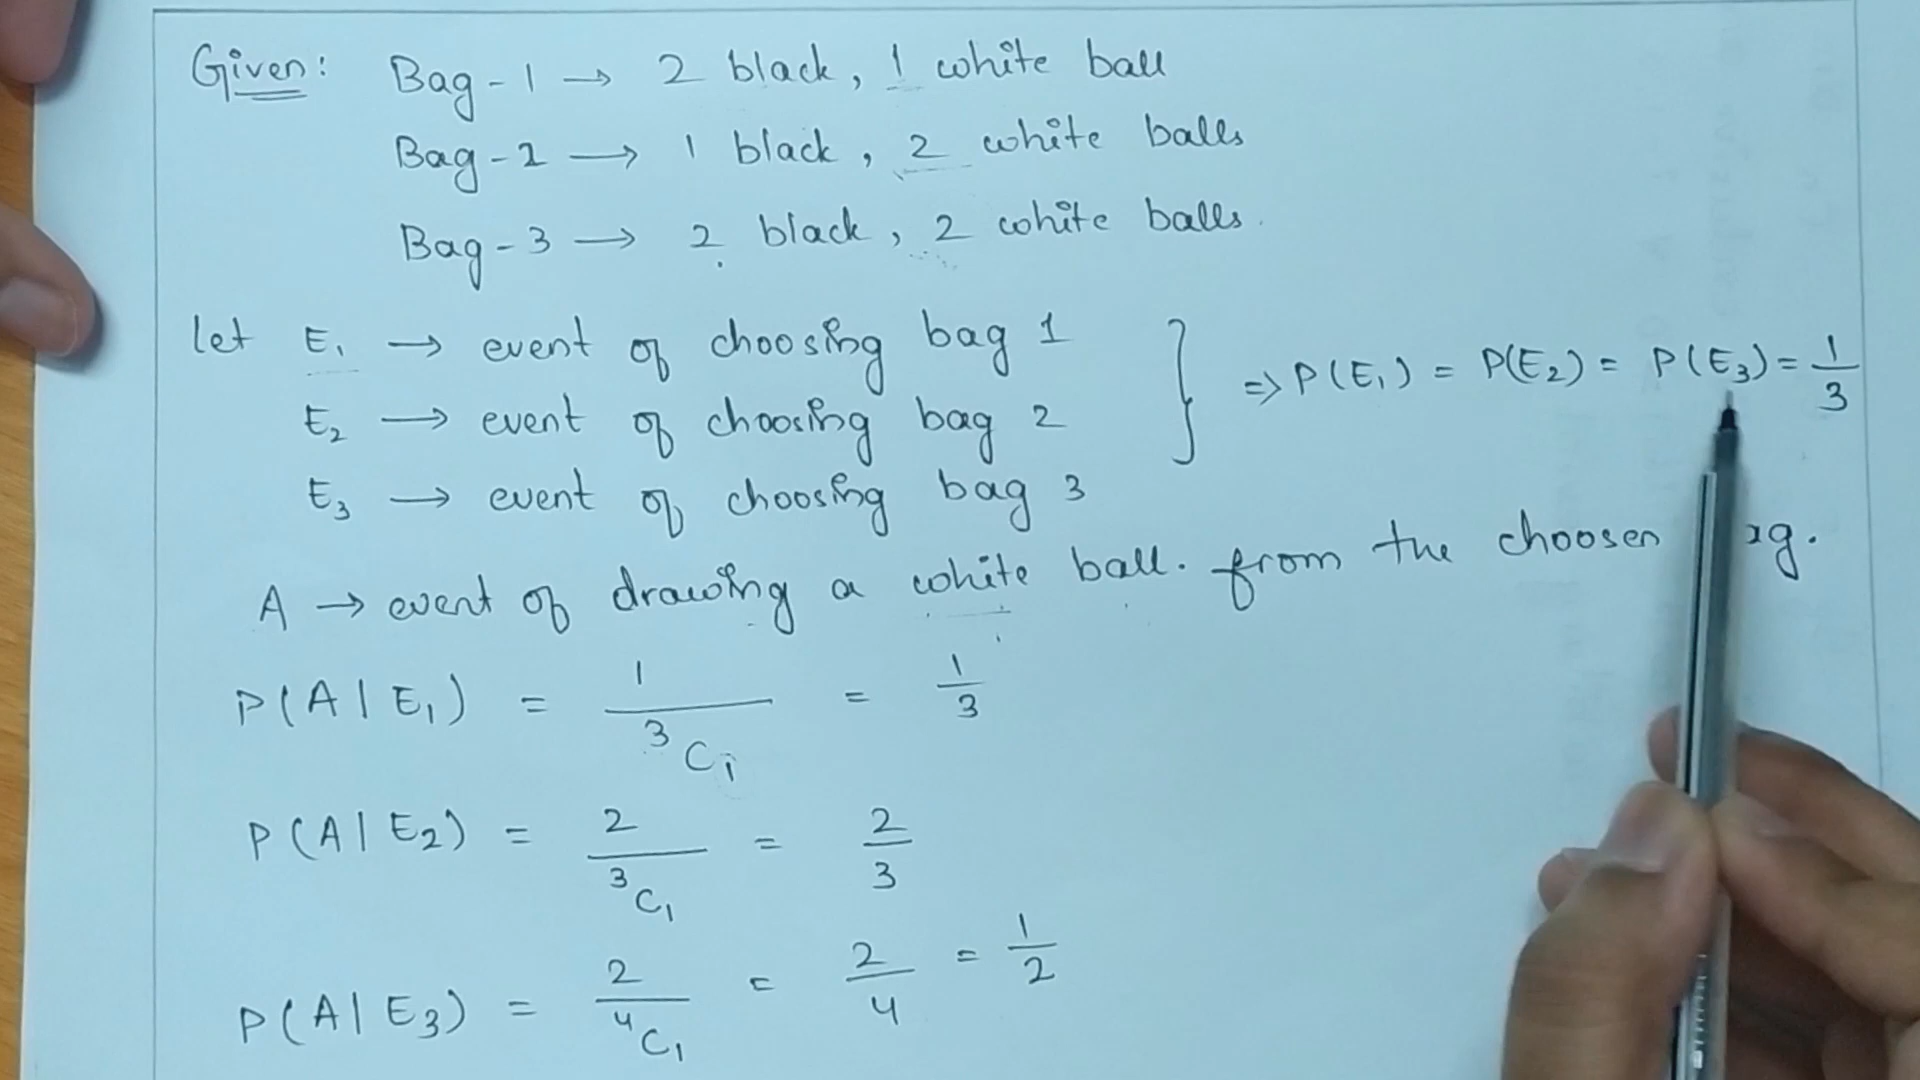 Given: Bag-1 → 2 black, 1 white ball
Bag-2 → 1 black, 2 white balls
Bag-3 → 2 black, 2 white balls.
let E₁ → event of choosing bag 1
E₂ → event of choosing bag 2
E₃ → event of choosing bag 3
} ⇒ P(E₁) = P(E₂) = P(E₃) = 1/3
A → event of drawing a white ball. from the choosen
P(A|E₁) = 1/³C₁ = 1/3
P(A|E₂) = 2/³C₁ = 2/3
P(A|E₃) = 2/⁴C₁ = 2/4 = 1/2